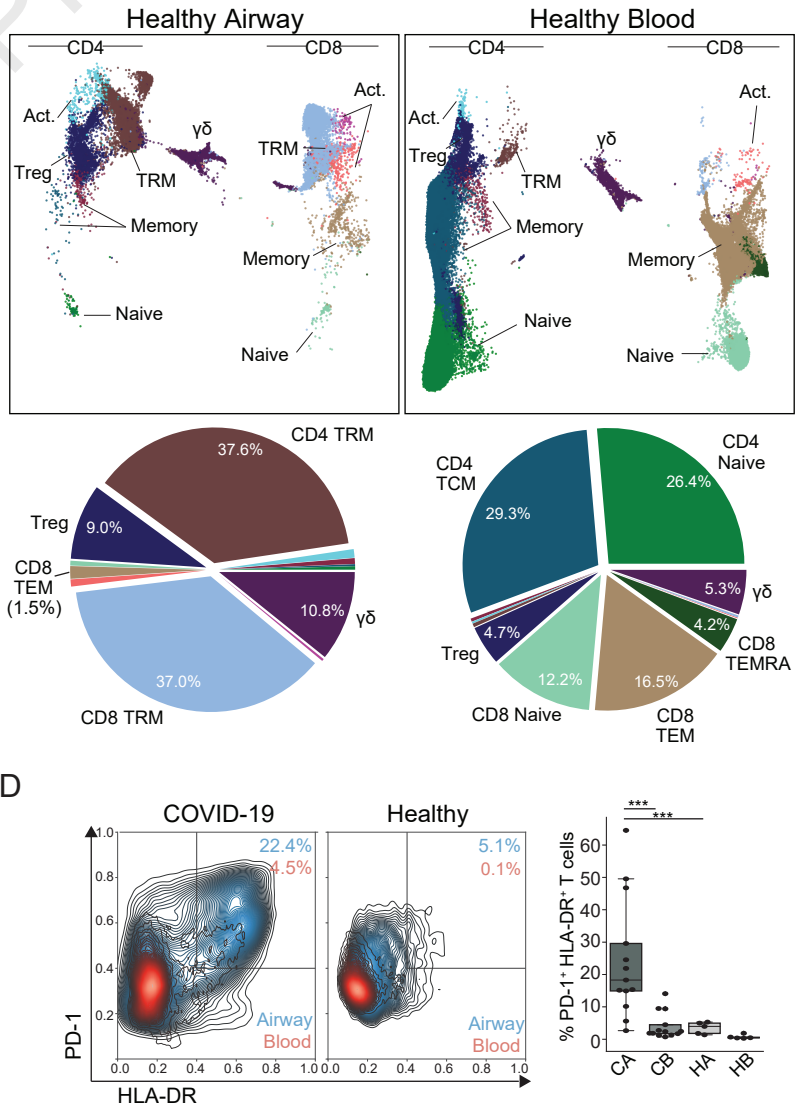 Healthy Airway
Healthy Blood
CD4
CD8
CD4
CD8
Act.
Treg
TRM
γδ
Memory
Naive
TRM
Act.
Memory
Naive
Act.
Treg
TRM
γδ
Memory
Naive
Act.
Memory
Naive
CD4 TRM
37.6%
Treg
9.0%
CD8
TEM
(1.5%)
10.8%
γδ
37.0%
CD8 TRM
CD4
TCM
29.3%
CD4
Naive
26.4%
5.3%
γδ
4.2%
CD8
TEMRA
Treg
4.7%
12.2%
CD8 Naive
16.5%
CD8
TEM
D
COVID-19
Healthy
1.0
0.8
0.6
0.4
0.2
22.4%
4.5%
Airway
Blood
5.1%
0.1%
Airway
Blood
0.0 0.2 0.4 0.6 0.8 1.0
0.0 0.2 0.4 0.6 0.8 1.0
PD-1
HLA-DR
***
***
% PD-1⁺ HLA-DR⁺ T cells
60
50
40
30
20
10
0
CA CB HA HB